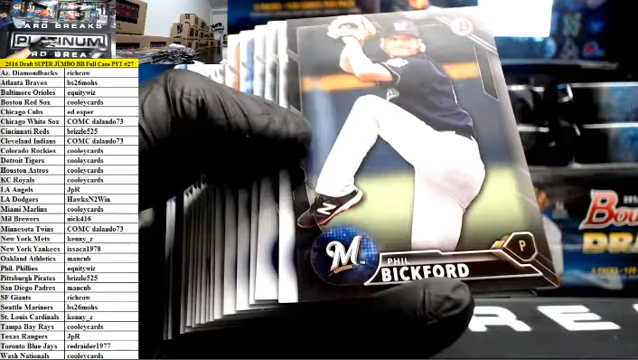 CARD BREAKS
PLATINUM
CARD BREA
2016 Draft SUPER JUMBO BB Full Case PYT #27
Az. Diamondbacks richcow
Atlanta Braves bs26mohs
Baltimore Orioles equitywiz
Boston Red Sox cooleycards
Chicago Cubs ed esper
Chicago White Sox COMC dalando73
Cincinnati Reds brizzle525
Cleveland Indians COMC dalando73
Colorado Rockies cooleycards
Detroit Tigers cooleycards
Houston Astros cooleycards
KC Royals cooleycards
LA Angels JpR
LA Dodgers HawksN2Win
Miami Marlins cooleycards
Mil Brewers nick416
Minnesota Twins COMC dalando73
New York Mets kenny_z
New York Yankees issaca1978
Oakland Athletics mancub
Phil. Phillies equitywiz
Pittsburgh Pirates brizzle525
San Diego Padres mancub
SF Giants richcow
Seattle Mariners bs26mohs
St. Louis Cardinals kenny_z
Tampa Bay Rays cooleycards
Texas Rangers JpR
Toronto Blue Jays redraider1977
Wash Nationals cooleycards
B
M
PHIL
BICKFORD
P
Bow
DR
RE